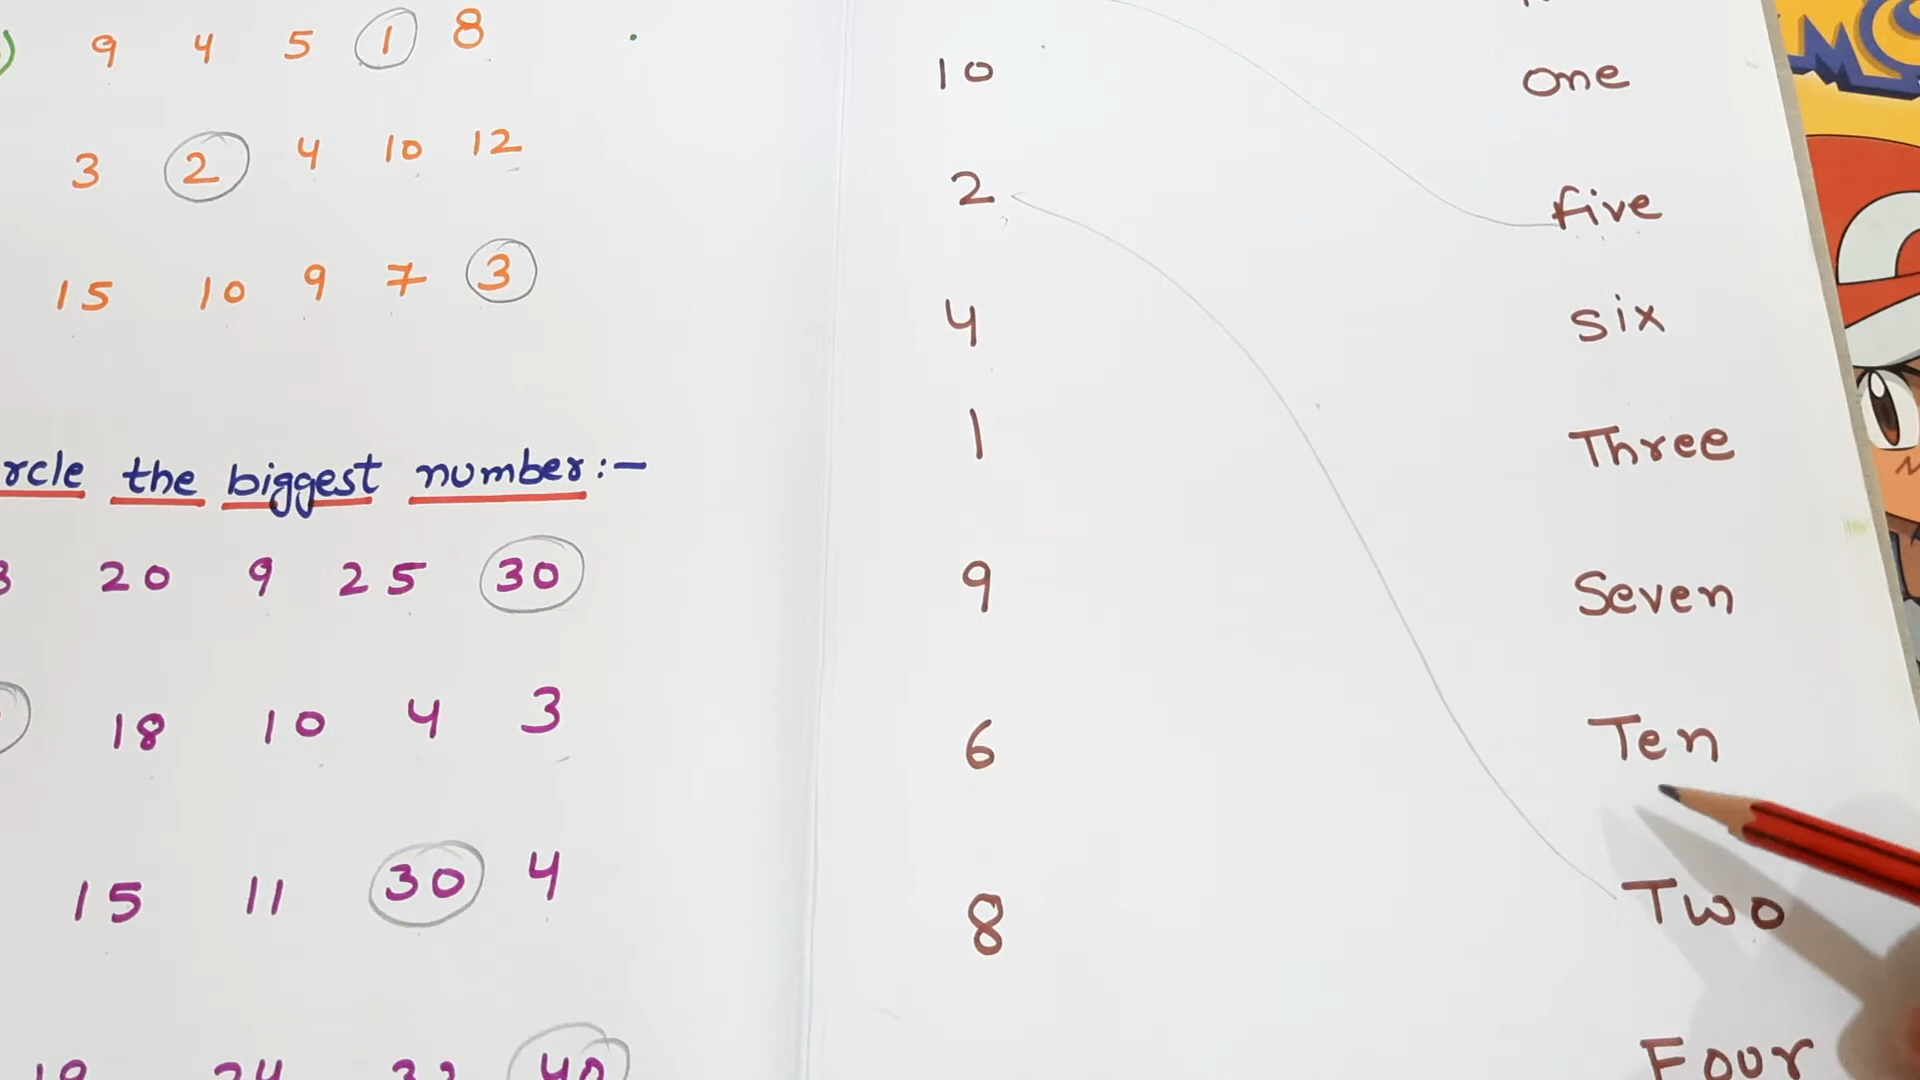 9 4 5 1 8
3 2 4 10 12
15 10 9 7 3
rcle the biggest number:-
20 9 25 30
18 10 4 3
15 11 30 4
40
10 one
2 five
4 six
1 Three
9 Seven
6 Ten
8 Two
Four